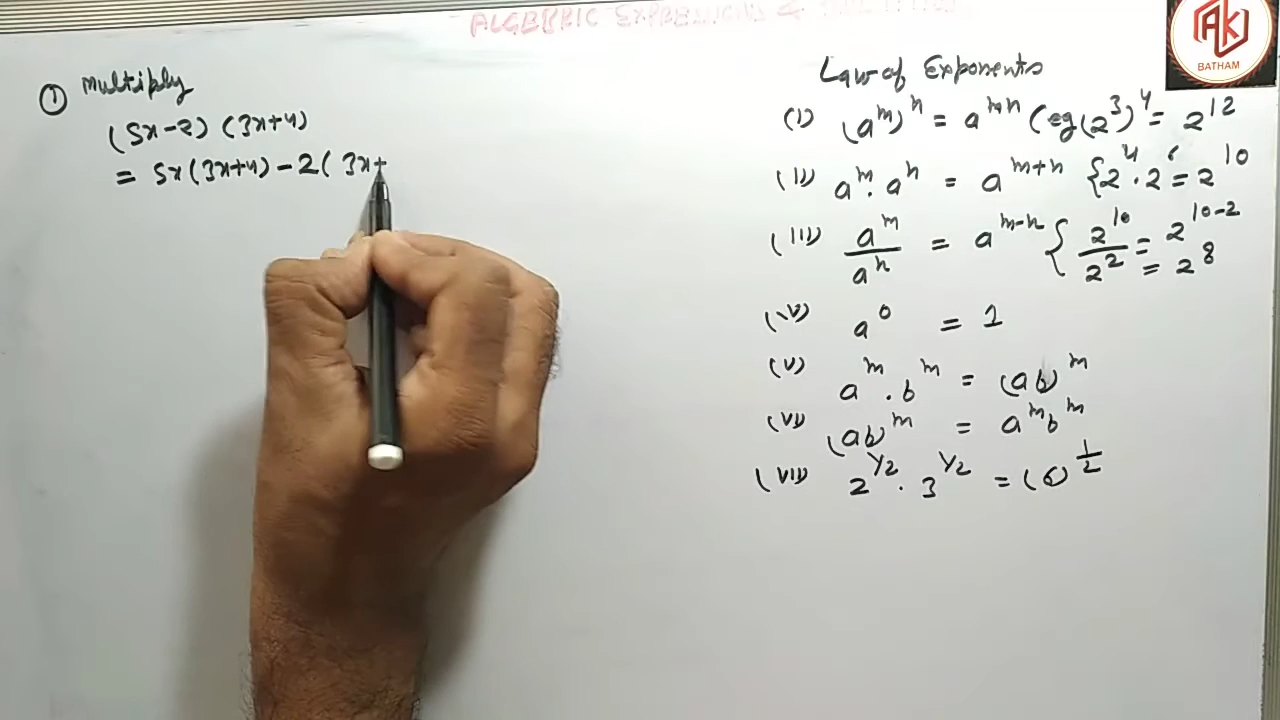 ALGEBRIC EXPRESSIONS &
AK
BATHAM
① Multiply
(5x-2) (3x+4)
= 5x(3x+4) - 2( 3x+
Law of Exponents
(i) (a^m)^n = a^m×n (eg(2^3)^4 = 2^12
(ii) a^m . a^n = a^m+n {2^4 . 2^6 = 2^10
(iii) a^m/a^n = a^m-n { 2^10/2^2 = 2^10-2
= 2^8
(iv) a^0 = 1
(v) a^m . b^m = (ab)^m
(vi) (ab)^m = a^m b^m
(vii) 2^1/2 . 3^1/2 = (6)^1/2